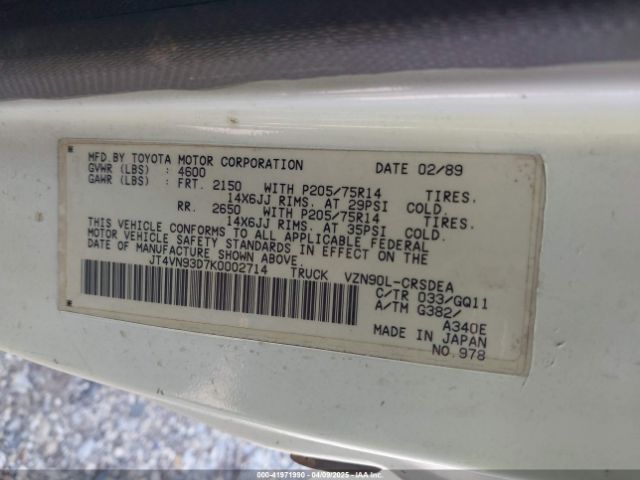 MFD. BY TOYOTA MOTOR CORPORATION DATE 02/89
GVWR (LBS) : 4600
GAWR (LBS) : FRT. 2150 WITH P205/75R14 TIRES.
14X6JJ RIMS. AT 29PSI COLD.
RR. 2650 WITH P205/75R14 TIRES.
14X6JJ RIMS. AT 35PSI COLD.
THIS VEHICLE CONFORMS TO ALL APPLICABLE FEDERAL
MOTOR VEHICLE SAFETY STANDARDS IN EFFECT ON THE
DATE OF MANUFACTURE SHOWN ABOVE.
JT4VN93D7K0002714 TRUCK VZN90L-CRSDEA
C/TR 033/GQ11
A/TM G382/
A340E
MADE IN JAPAN
NO. 978
000-41971990 04/09/2025 IAAI.COM